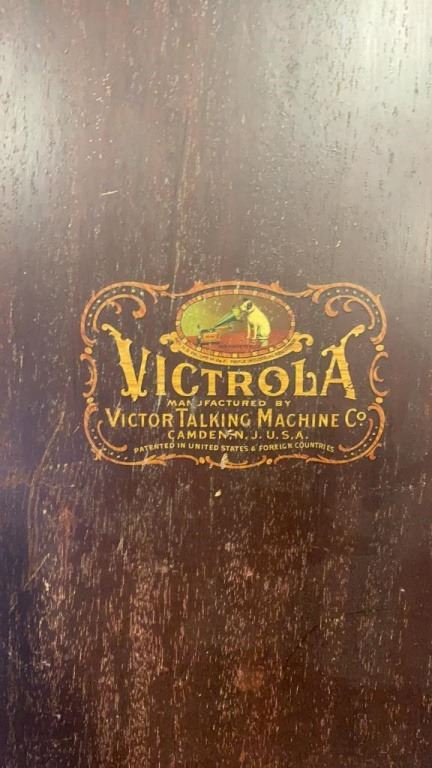 VICTROLA
MANUFACTURED BY
VICTOR TALKING MACHINE Co.
CAMDEN, N.J. U.S.A.
PATENTED IN UNITED STATES & FOREIGN COUNTRIES